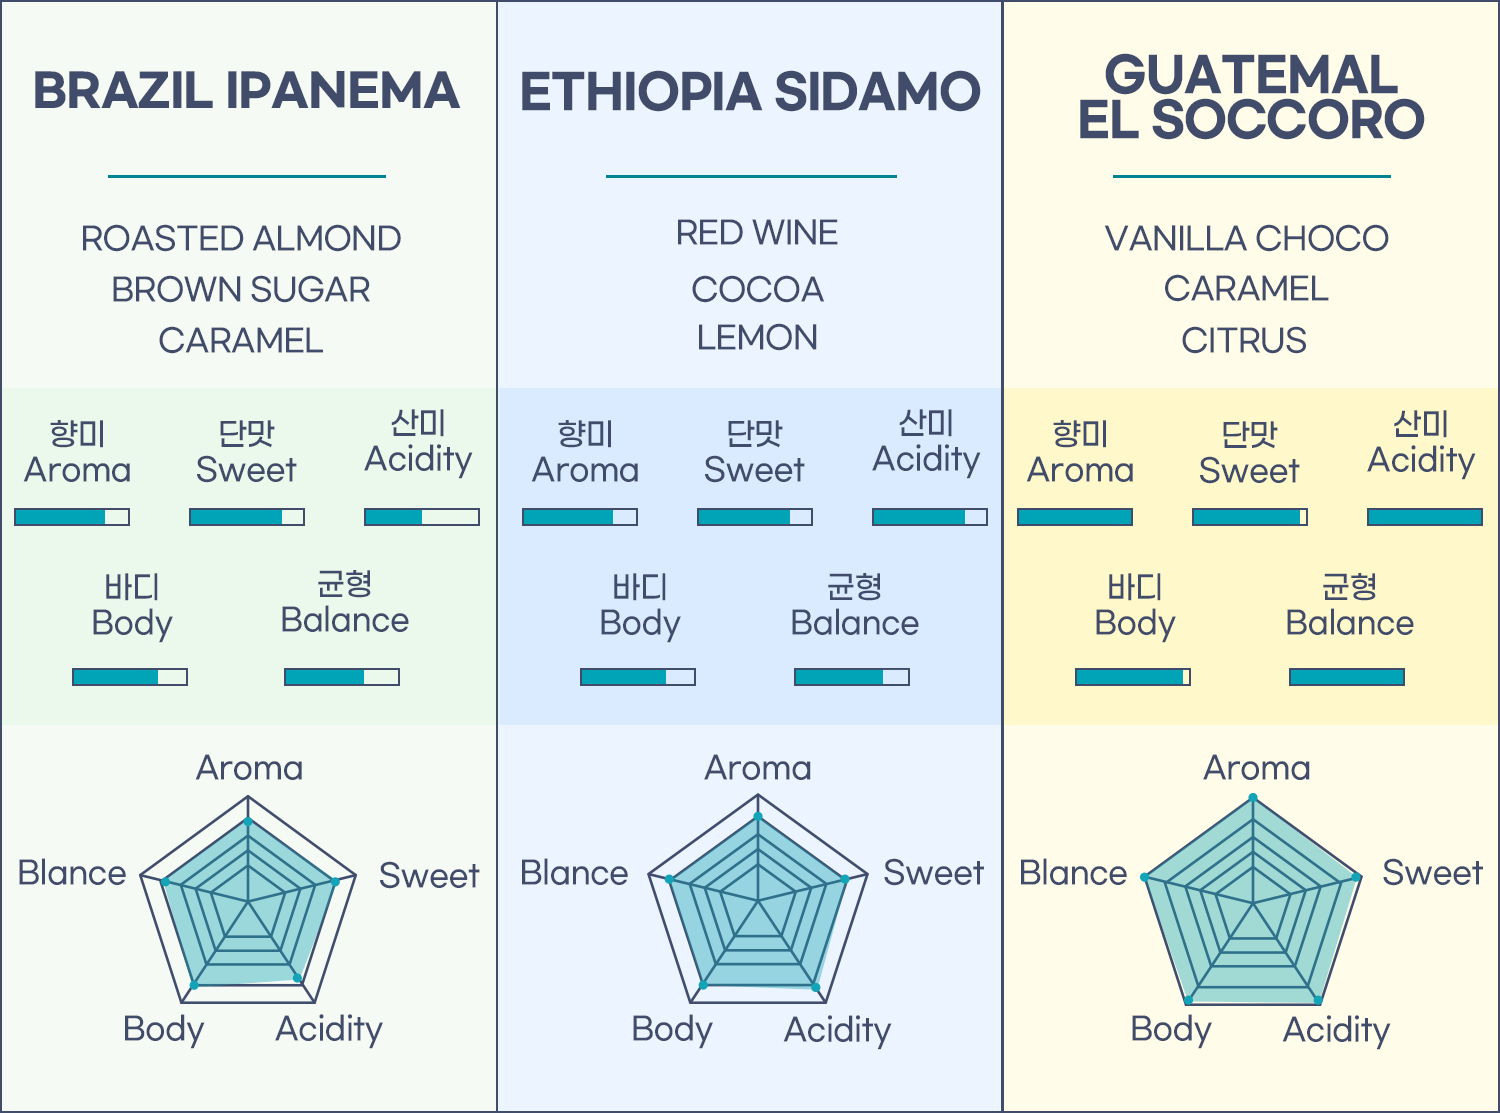 BRAZIL IPANEMA
ROASTED ALMOND
BROWN SUGAR
CARAMEL
향미
Aroma
단맛
Sweet
산미
Acidity
바디
Body
균형
Balance
Aroma
Blance
Sweet
Body
Acidity
ETHIOPIA SIDAMO
RED WINE
COCOA
LEMON
향미
Aroma
단맛
Sweet
산미
Acidity
바디
Body
균형
Balance
Aroma
Blance
Sweet
Body
Acidity
GUATEMAL
EL SOCCORO
VANILLA CHOCO
CARAMEL
CITRUS
향미
Aroma
단맛
Sweet
산미
Acidity
바디
Body
균형
Balance
Aroma
Blance
Sweet
Body
Acidity